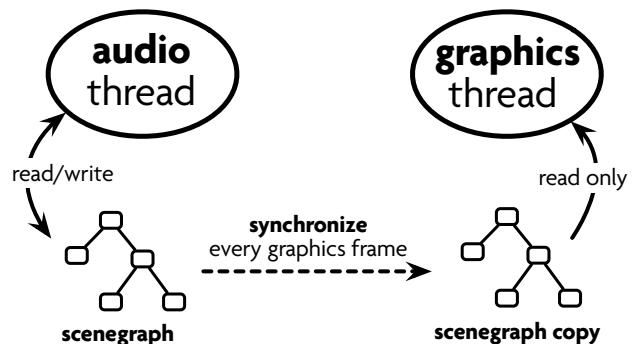 audio
thread
graphics
thread
read/write
read only
synchronize
every graphics frame
scenegraph
scenegraph copy